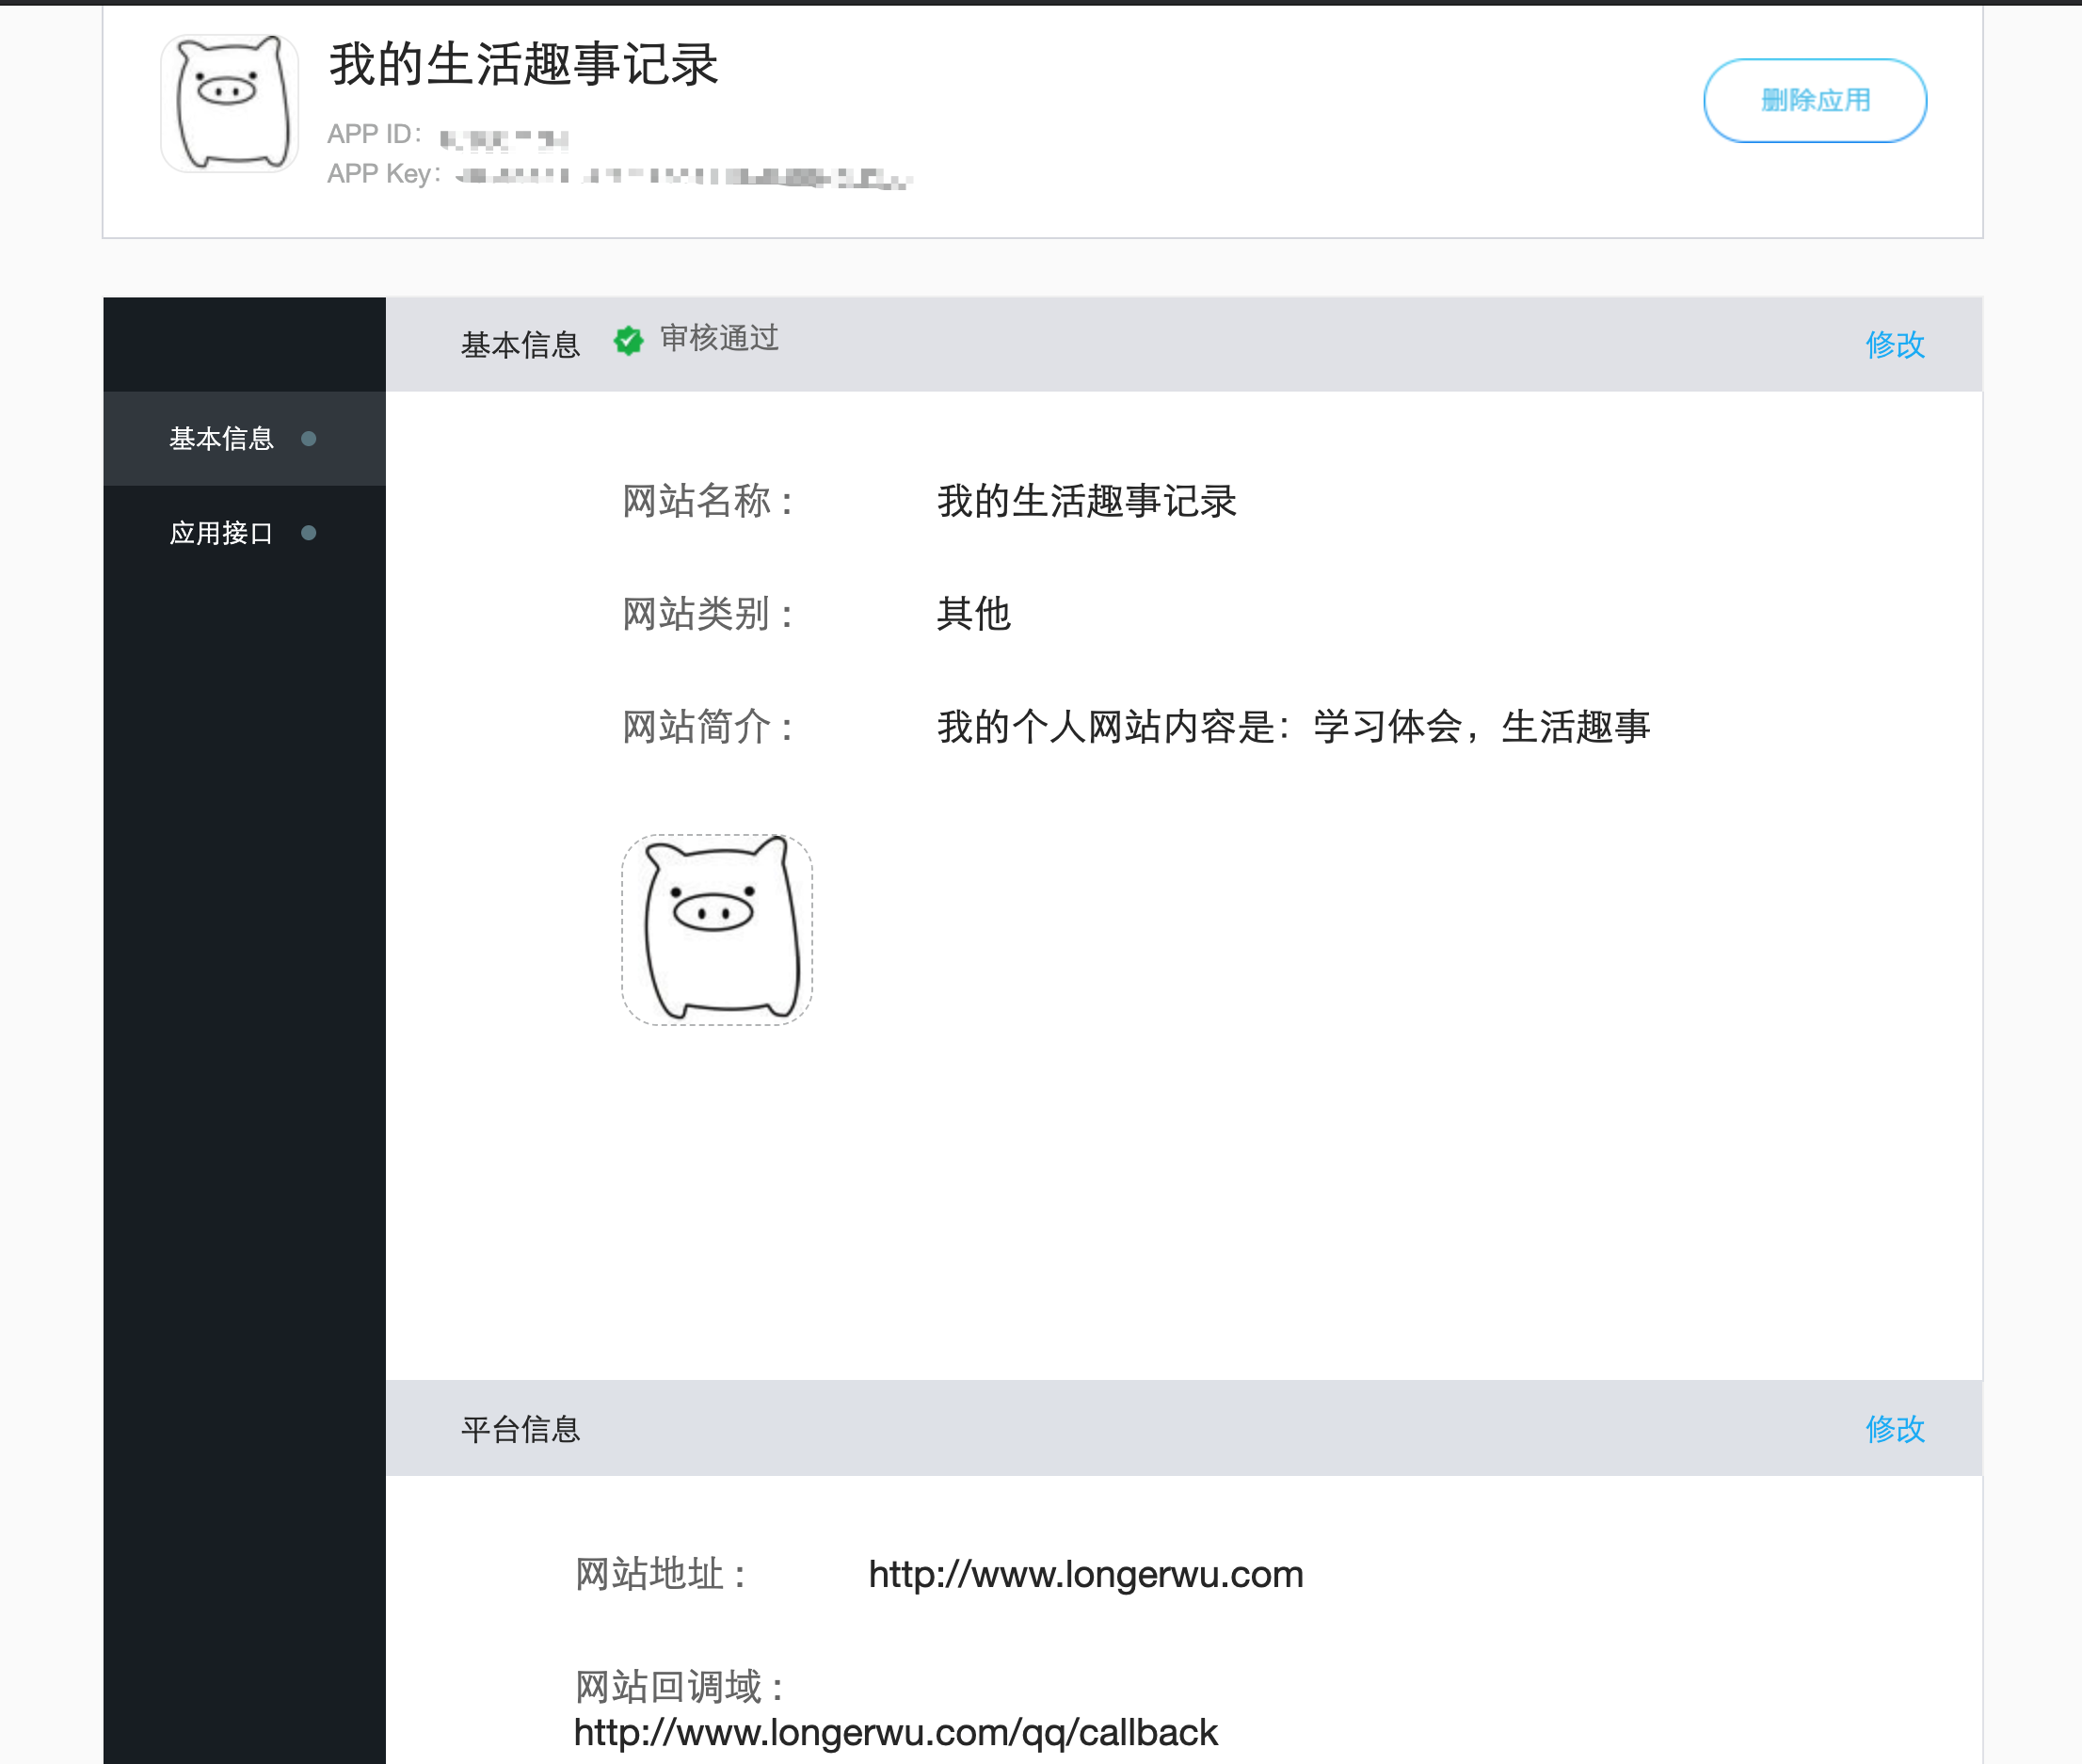 我的生活趣事记录
删除应用
APP ID：
APP Key：
基本信息 审核通过 修改
基本信息
应用接口
网站名称： 我的生活趣事记录
网站类别： 其他
网站简介： 我的个人网站内容是：学习体会，生活趣事
平台信息 修改
网站地址： http://www.longerwu.com
网站回调域：
http://www.longerwu.com/qq/callback